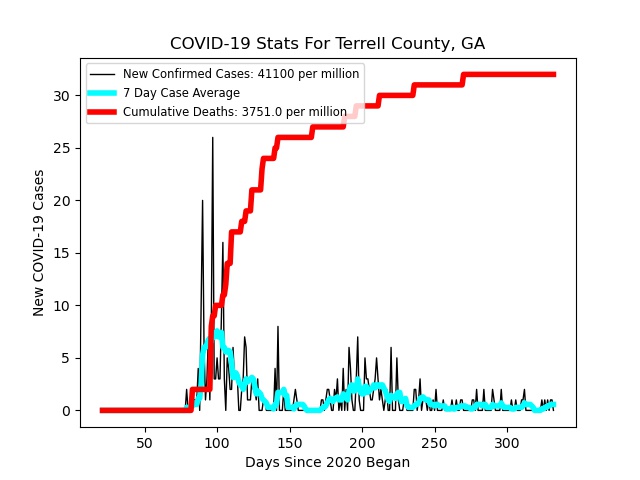 COVID-19 Stats For Terrell County, GA
New Confirmed Cases: 41100 per million
7 Day Case Average
Cumulative Deaths: 3751.0 per million
New COVID-19 Cases
30
25
20
15
10
5
0
50 100 150 200 250 300
Days Since 2020 Began